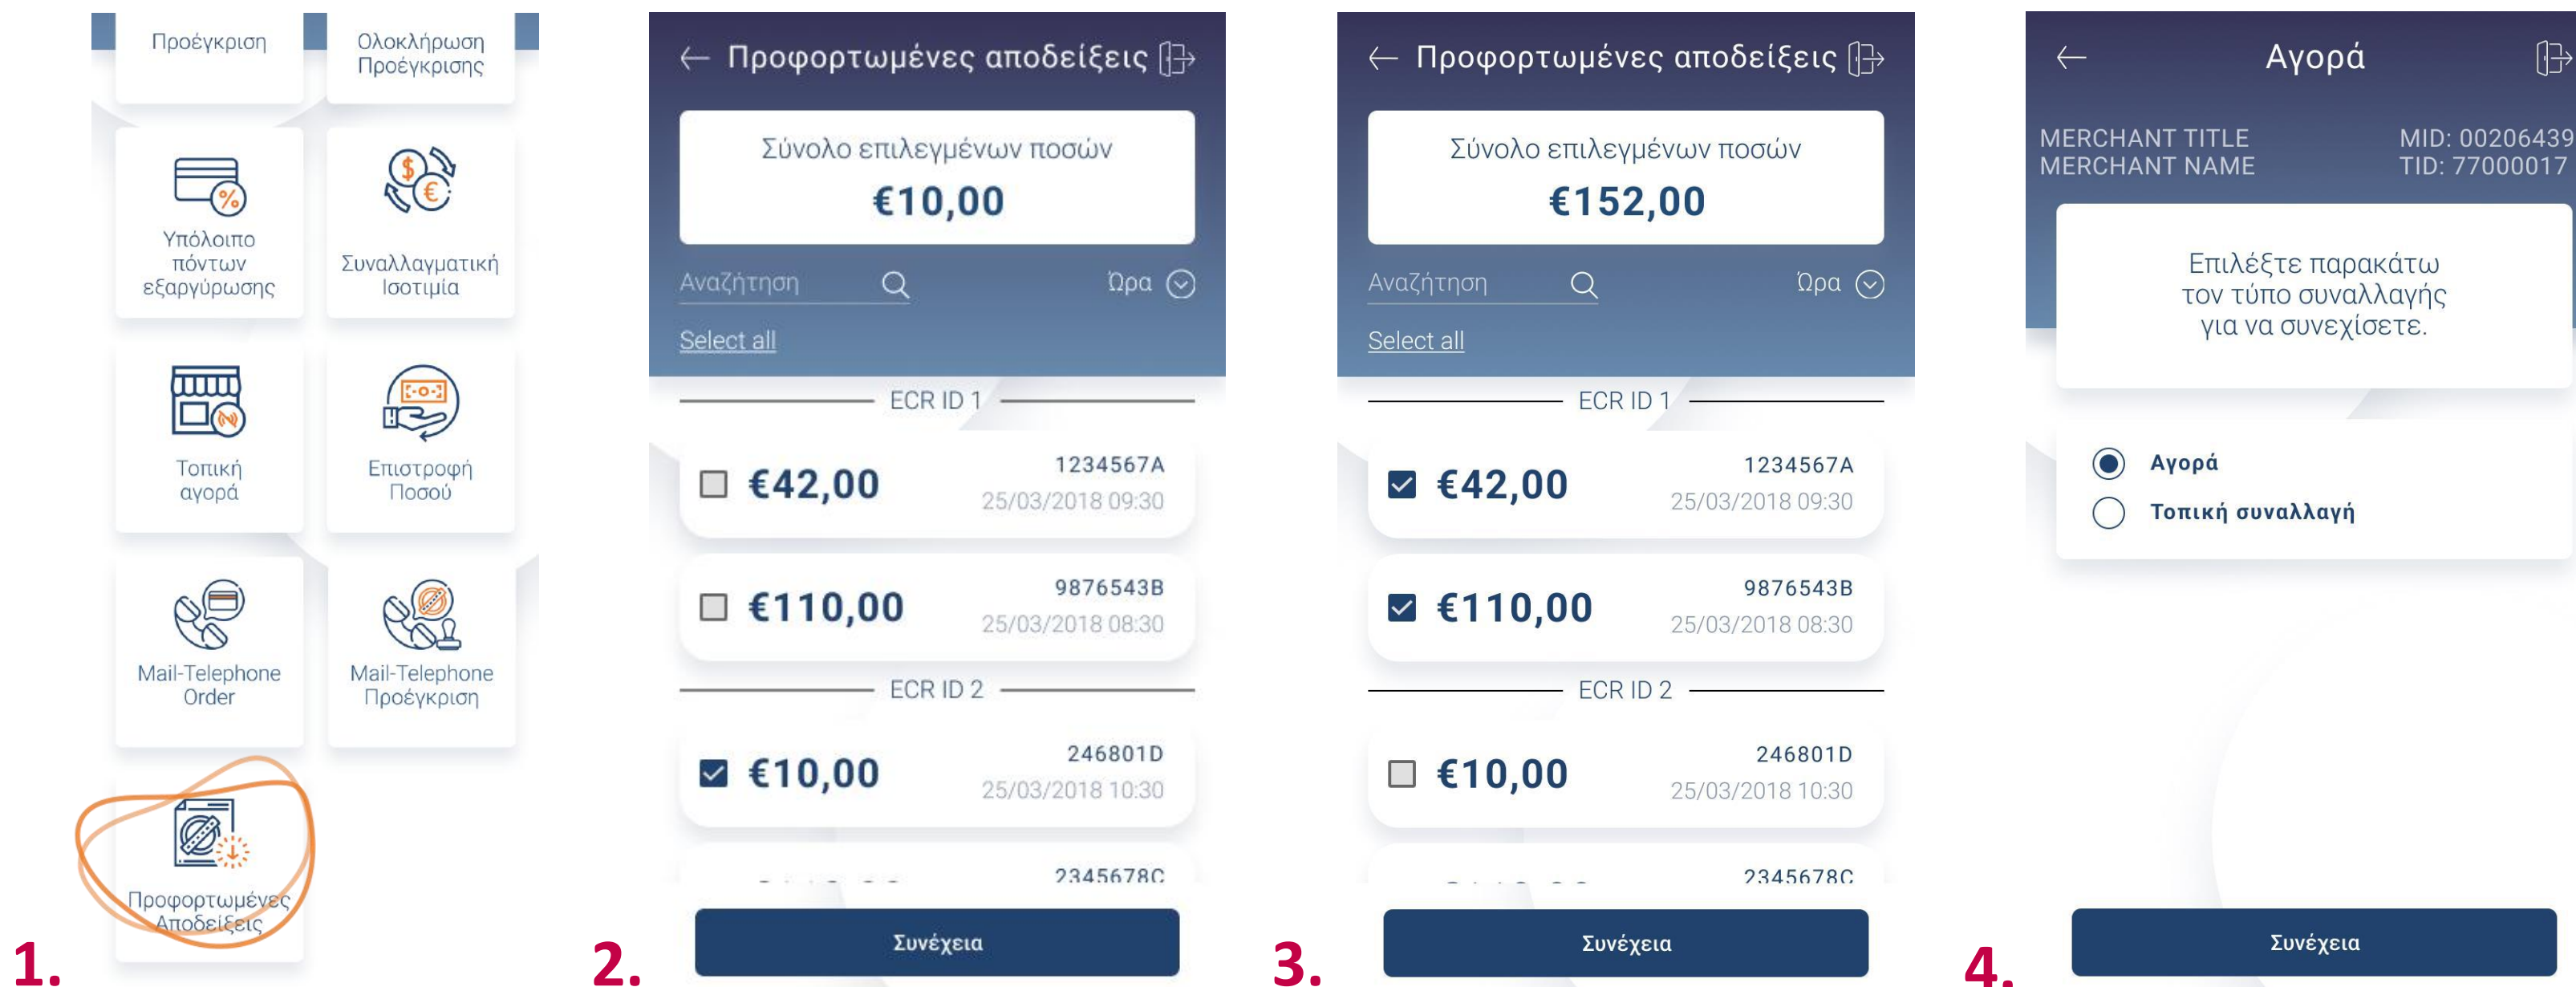 Προέγκριση
Ολοκλήρωση
Προέγκρισης
Υπόλοιπο
πόντων
εξαργύρωσης
Συναλλαγματική
Ισοτιμία
Τοπική
αγορά
Επιστροφή
Ποσού
Mail-Telephone
Order
Mail-Telephone
Προέγκριση
Προφορτωμένες
Αποδείξεις
1.
Προφορτωμένες αποδείξεις
Σύνολο επιλεγμένων ποσών
€10,00
Αναζήτηση
Ώρα
Select all
ECR ID 1
€42,00
1234567A
25/03/2018 09:30
€110,00
9876543B
25/03/2018 08:30
ECR ID 2
€10,00
246801D
25/03/2018 10:30
2345678C
Συνέχεια
2.
Προφορτωμένες αποδείξεις
Σύνολο επιλεγμένων ποσών
€152,00
Αναζήτηση
Ώρα
Select all
ECR ID 1
€42,00
1234567A
25/03/2018 09:30
€110,00
9876543B
25/03/2018 08:30
ECR ID 2
€10,00
246801D
25/03/2018 10:30
2345678C
Συνέχεια
3.
Αγορά
MERCHANT TITLE
MID: 00206439
MERCHANT NAME
TID: 77000017
Επιλέξτε παρακάτω
τον τύπο συναλλαγής
για να συνεχίσετε.
Αγορά
Τοπική συναλλαγή
Συνέχεια
4.